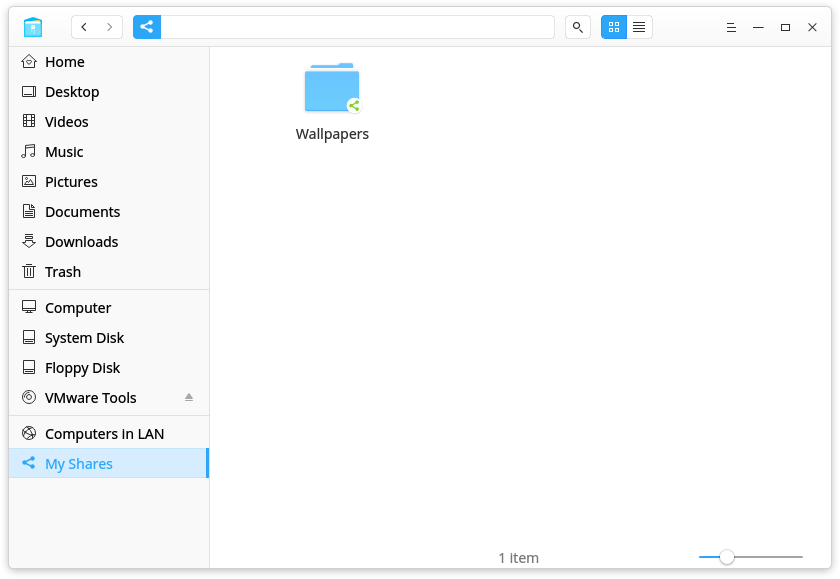 Home
Desktop
Videos
Music
Pictures
Documents
Downloads
Trash
Computer
System Disk
Floppy Disk
VMware Tools
Computers in LAN
My Shares
Wallpapers
1 item